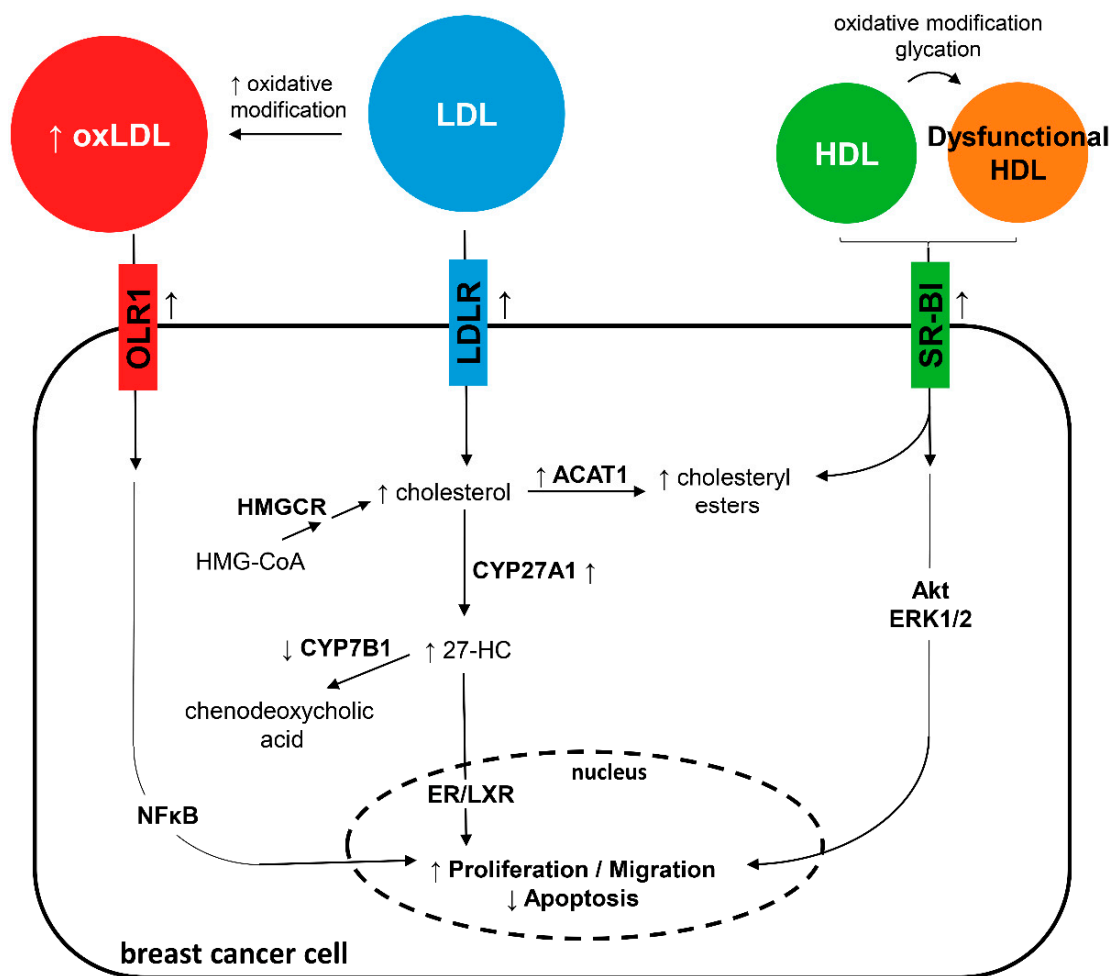 oxidative modification
glycation
↑ oxidative
modification
↑ oxLDL
LDL
HDL
Dysfunctional
HDL
OLR1
↑
LDLR
↑
SR-BI
↑
↑ cholesterol
↑ ACAT1
↑ cholesteryl
esters
HMGCR
HMG-CoA
CYP27A1 ↑
Akt
ERK1/2
↓ CYP7B1
↑ 27-HC
chenodeoxycholic
acid
nucleus
ER/LXR
NFκB
↑ Proliferation / Migration
↓ Apoptosis
breast cancer cell